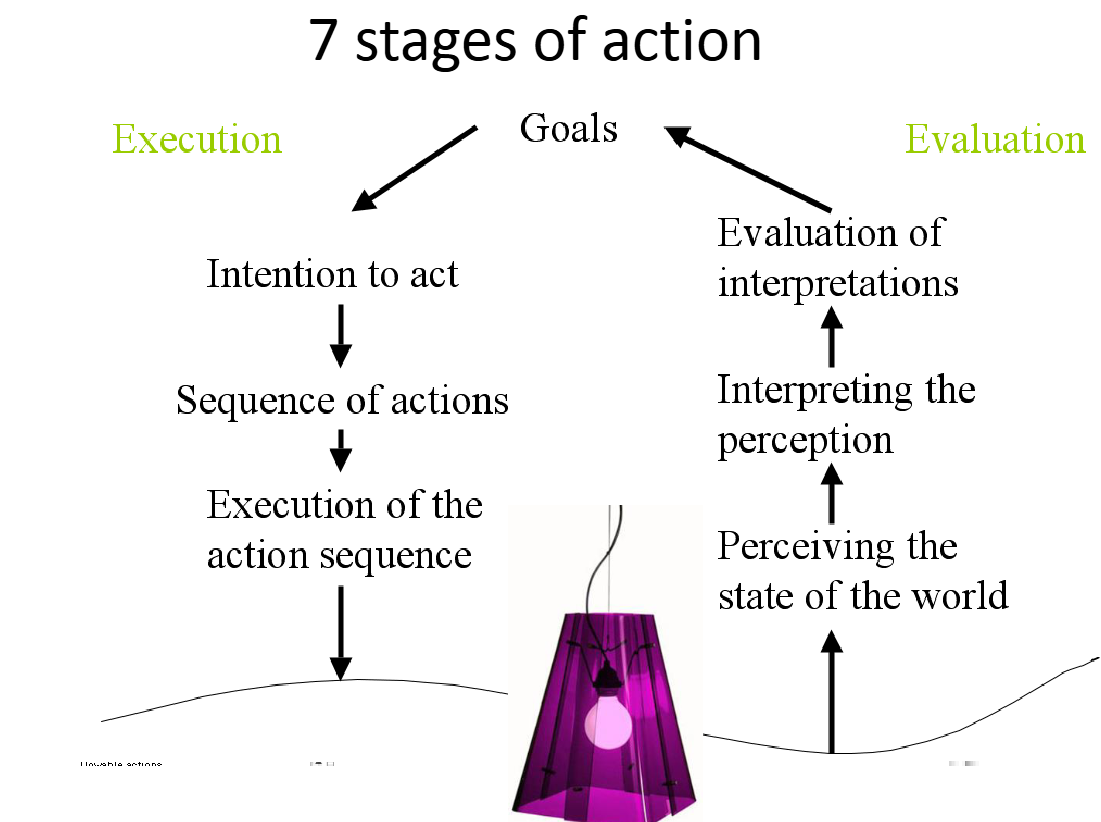 7 stages of action
Execution
Goals
Evaluation
Intention to act
Sequence of actions
Execution of the
action sequence
Evaluation of
interpretations
Interpreting the
perception
Perceiving the
state of the world
actions